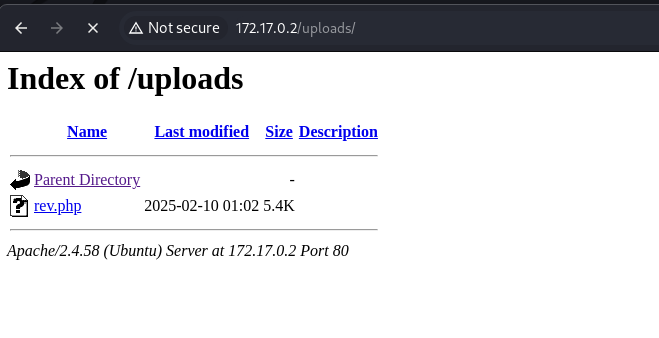 Not secure 172.17.0.2/uploads/
Index of /uploads
Name Last modified Size Description
Parent Directory -
rev.php 2025-02-10 01:02 5.4K
Apache/2.4.58 (Ubuntu) Server at 172.17.0.2 Port 80